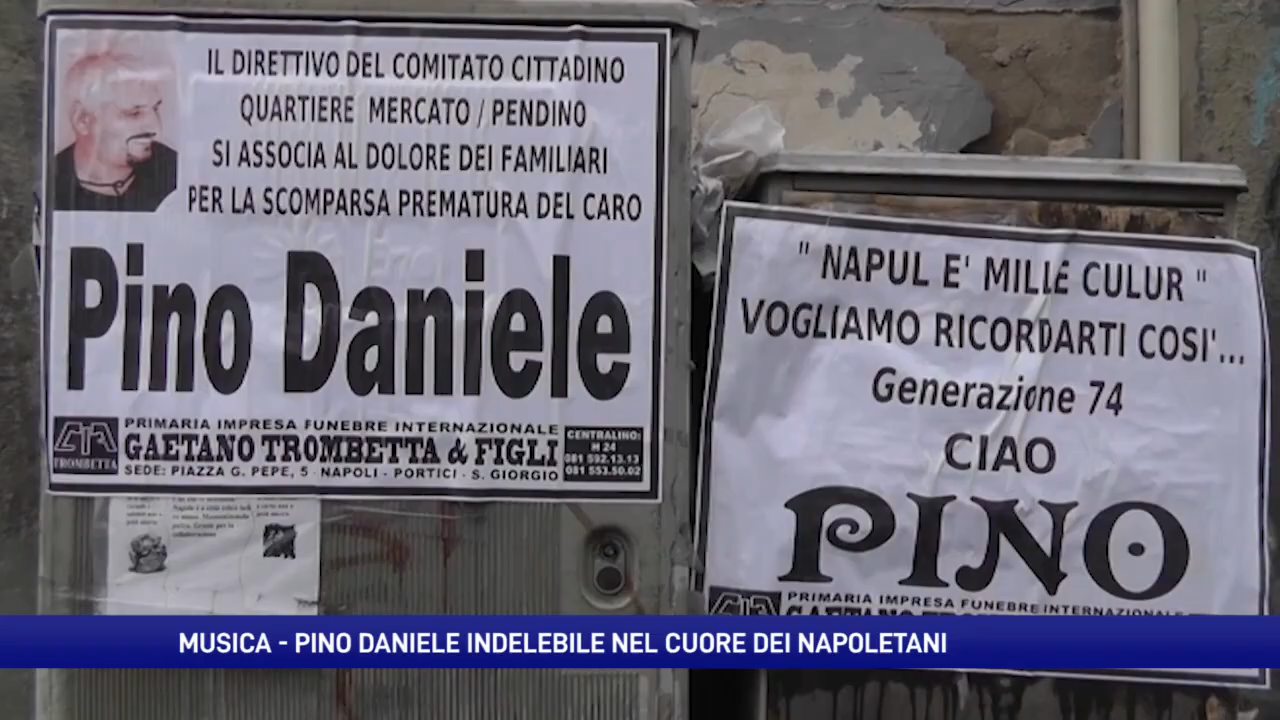 IL DIRETTIVO DEL COMITATO CITTADINO
QUARTIERE MERCATO / PENDINO
SI ASSOCIA AL DOLORE DEI FAMILIARI
PER LA SCOMPARSA PREMATURA DEL CARO
Pino Daniele
TROMBETTA
PRIMARIA IMPRESA FUNEBRE INTERNAZIONALE
GAETANO TROMBETTA & FIGLI
SEDE: PIAZZA G. PEPE, 5 - NAPOLI - PORTICI - S. GIORGIO
CENTRALINO:
H 24
081 592.13.13
081 553.50.02
" NAPUL E' MILLE CULUR "
VOGLIAMO RICORDARTI COSI'...
Generazione 74
CIAO
PINO
PRIMARIA IMPRESA FUNEBRE INTERNAZIONALE
MUSICA - PINO DANIELE INDELEBILE NEL CUORE DEI NAPOLETANI